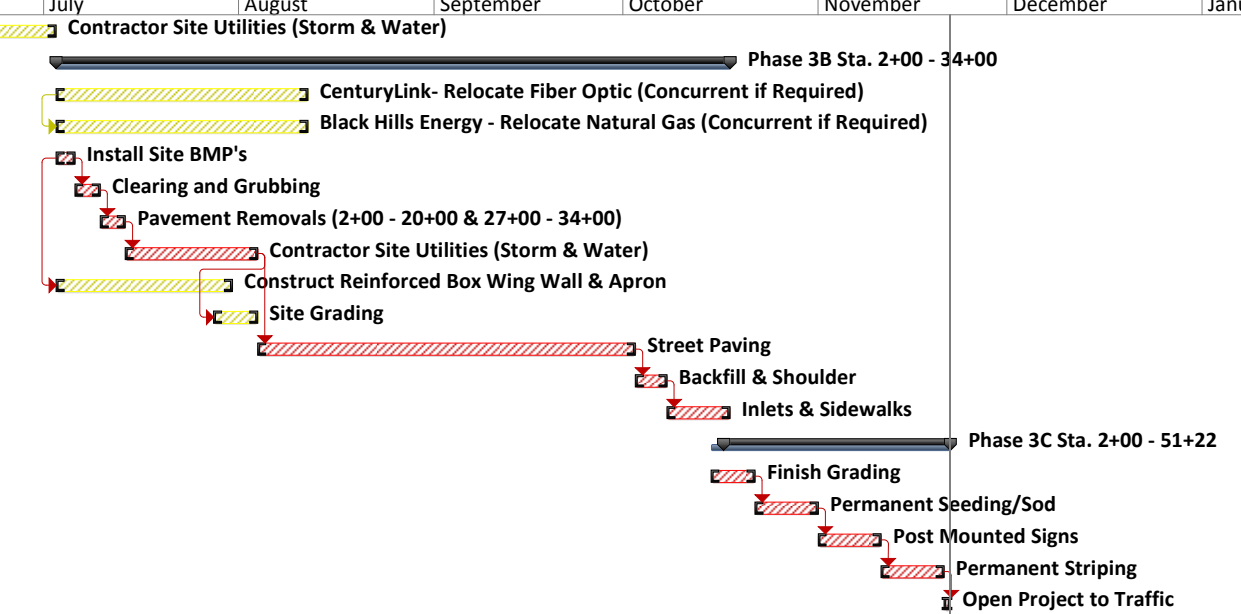 July August September October November December Janu
Contractor Site Utilities (Storm & Water)
Phase 3B Sta. 2+00 - 34+00
CenturyLink- Relocate Fiber Optic (Concurrent if Required)
Black Hills Energy - Relocate Natural Gas (Concurrent if Required)
Install Site BMP's
Clearing and Grubbing
Pavement Removals (2+00 - 20+00 & 27+00 - 34+00)
Contractor Site Utilities (Storm & Water)
Construct Reinforced Box Wing Wall & Apron
Site Grading
Street Paving
Backfill & Shoulder
Inlets & Sidewalks
Phase 3C Sta. 2+00 - 51+22
Finish Grading
Permanent Seeding/Sod
Post Mounted Signs
Permanent Striping
Open Project to Traffic